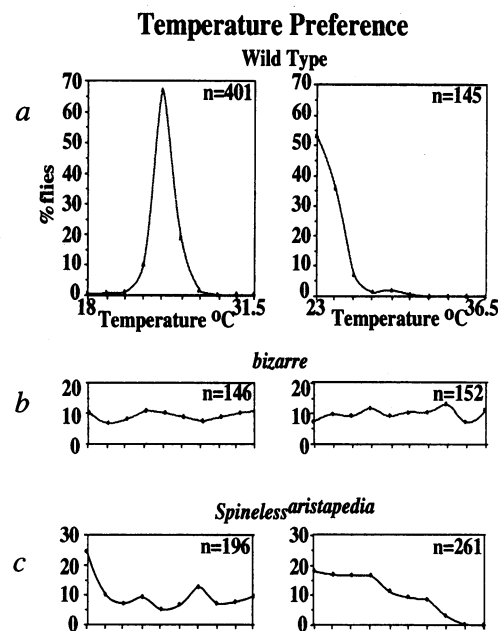 Temperature Preference
Wild Type
a
%flies
70
60
50
40
30
20
10
0
n=401
18
31.5
Temperature ºC
70
60
50
40
30
20
10
0
n=145
23
36.5
Temperature ºC
bizarre
b
20
10
0
n=146
20
10
0
n=152
Spineless aristapedia
c
30
20
10
0
n=196
30
20
10
0
n=261